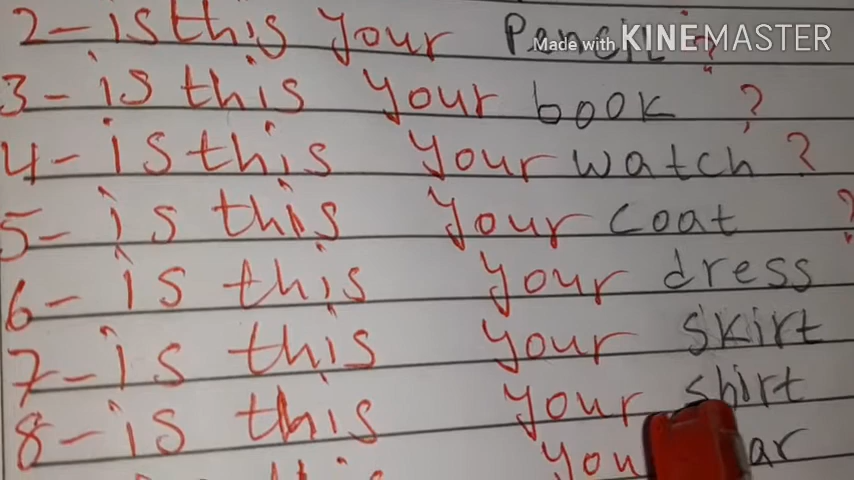 2-is this your Pencil ?
Made with KINEMASTER
3-is this your book ?
4-is this your watch ?
5-is this your coat ?
6-is this your dress
7-is this your skirt
8-is this your shirt